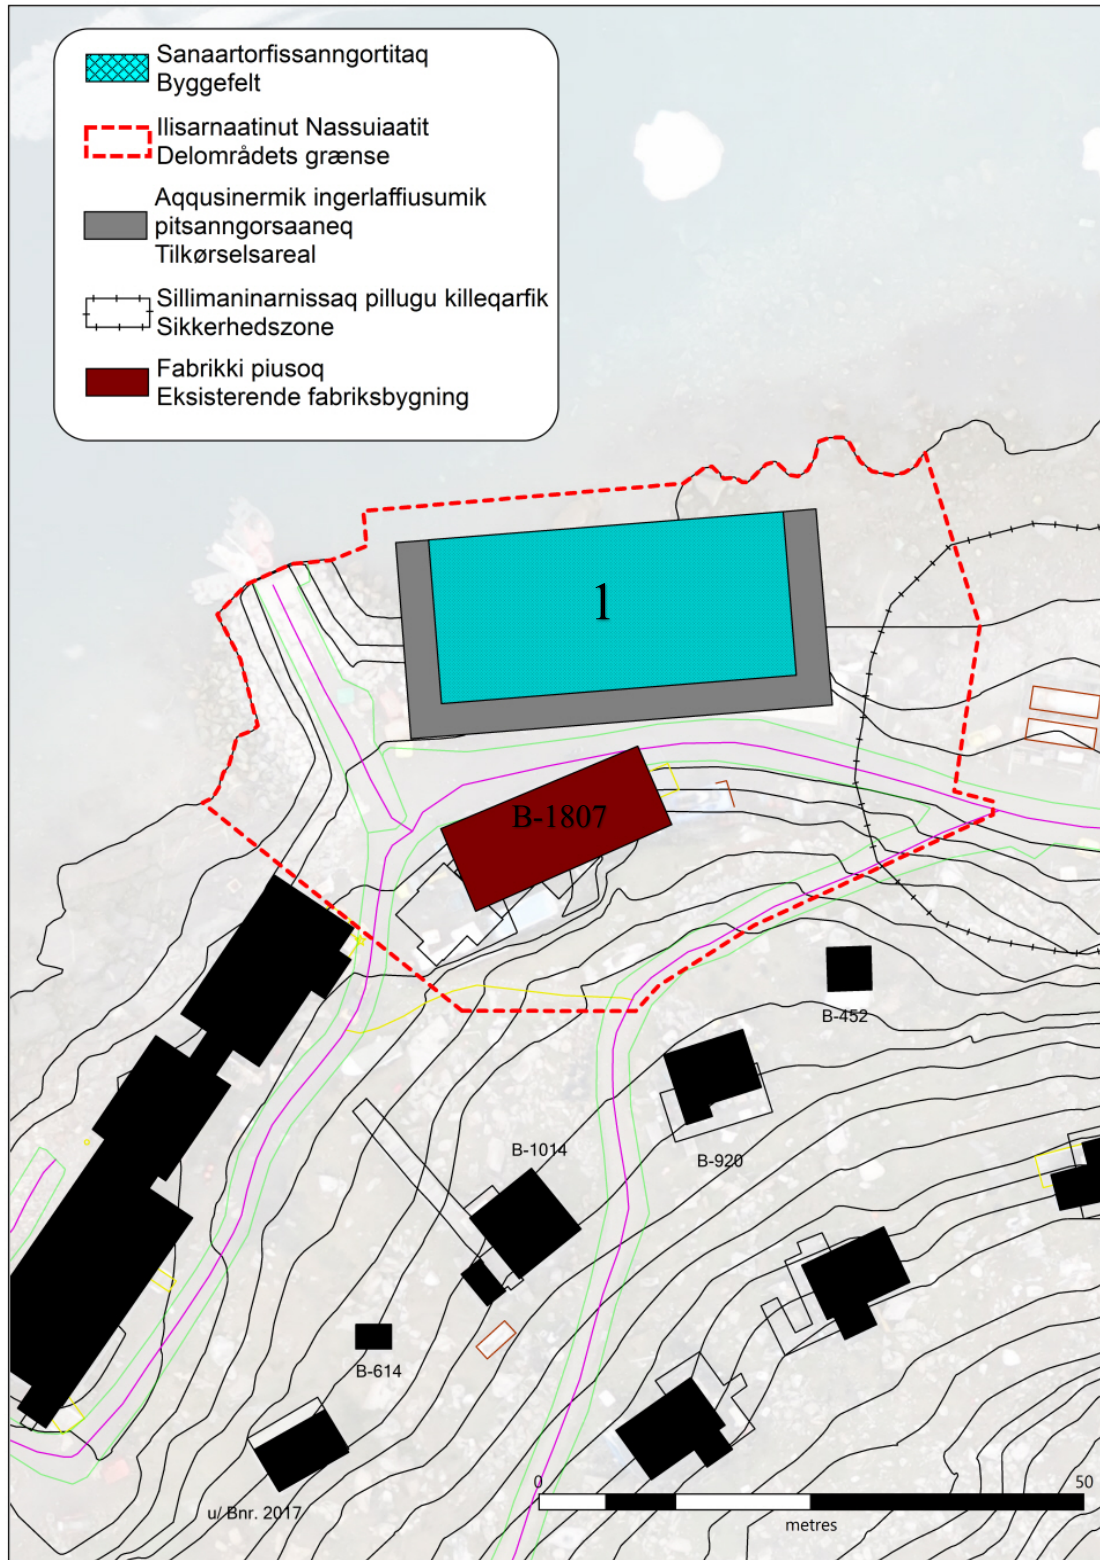 Sanaartorfissanngortitaq
Byggefelt
Ilisarnaatinut Nassuiaatit
Delområdets grænse
Aqqusinermik ingerlaffiusumik
pitsanngorsaaneq
Tilkørselsareal
Sillimaninarnissaq pillugu killeqarfik
Sikkerhedszone
Fabrikki piusoq
Eksisterende fabriksbygning
1
B-1807
B-452
B-920
B-1014
B-614
u/ Bnr. 2017
0 50
metres